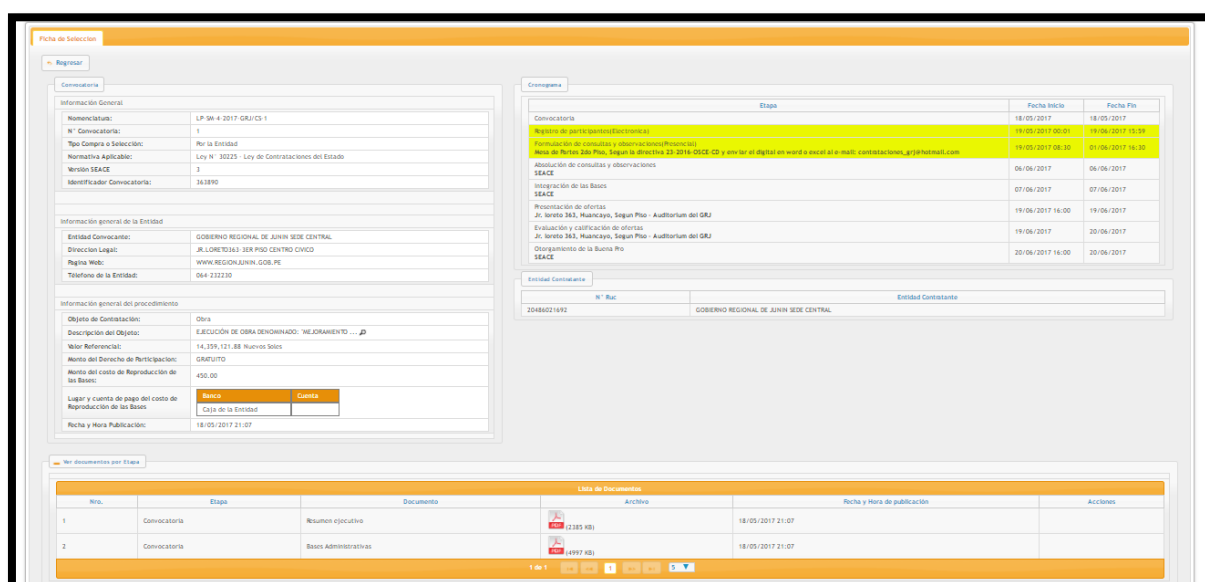 Ficha de Seleccion
Regresar
Convocatoria
Información General
Nomenclatura: LP-SM-4-2017-GRJ/CS-1
N° Convocatoria: 1
Tipo Compra o Selección: Por la Entidad
Normativa Aplicable: Ley N° 30225 - Ley de Contrataciones del Estado
Versión SEACE 3
Identificador Convocatoria: 363890
Información general de la Entidad
Entidad Convocante: GOBIERNO REGIONAL DE JUNIN SEDE CENTRAL
Direccion Legal: JR.LORETO363-3ER PISO CENTRO CIVICO
Pagina Web: WWW.REGIONJUNIN.GOB.PE
Teléfono de la Entidad: 064-232230
Información general del procedimiento
Objeto de Contratación: Obra
Descripción del Objeto: EJECUCIÓN DE OBRA DENOMINADO: "MEJORAMIENTO ...
Valor Referencial: 14,359,121.88 Nuevos Soles
Monto del Derecho de Participacion: GRATUITO
Monto del costo de Reproducción de
las Bases: 450.00
Lugar y cuenta de pago del costo de
Reproducción de las Bases
Banco Cuenta
Caja de la Entidad
Fecha y Hora Publicación: 18/05/2017 21:07
Cronograma
Etapa Fecha Inicio Fecha Fin
Convocatoria 18/05/2017 18/05/2017
Registro de participantes(Electronica) 19/05/2017 00:01 19/06/2017 15:59
Formulación de consultas y observaciones(Presencial)
Mesa de Partes 2do Piso, Segun la directiva 23-2016-OSCE-CD y enviar el digital en word o excel al e-mail: contrataciones_grj@hotmail.com 19/05/2017 08:30 01/06/2017 16:30
Absolución de consultas y observaciones
SEACE 06/06/2017 06/06/2017
Integración de las Bases
SEACE 07/06/2017 07/06/2017
Presentación de ofertas
Jr. loreto 363, Huancayo, Segun Piso - Auditorium del GRJ 19/06/2017 16:00 19/06/2017
Evaluación y calificación de ofertas
Jr. loreto 363, Huancayo, Segun Piso - Auditorium del GRJ 19/06/2017 20/06/2017
Otorgamiento de la Buena Pro
SEACE 20/06/2017 16:00 20/06/2017
Entidad Contratante
N° Ruc Entidad Contratante
20486021692 GOBIERNO REGIONAL DE JUNIN SEDE CENTRAL
Ver documentos por Etapa
Lista de Documentos
Nro. Etapa Documento Archivo Fecha y Hora de publicación Acciones
1 Convocatoria Resumen ejecutivo PDF (2385 KB) 18/05/2017 21:07
2 Convocatoria Bases Administrativas PDF (4997 KB) 18/05/2017 21:07
1 de 1 1 5